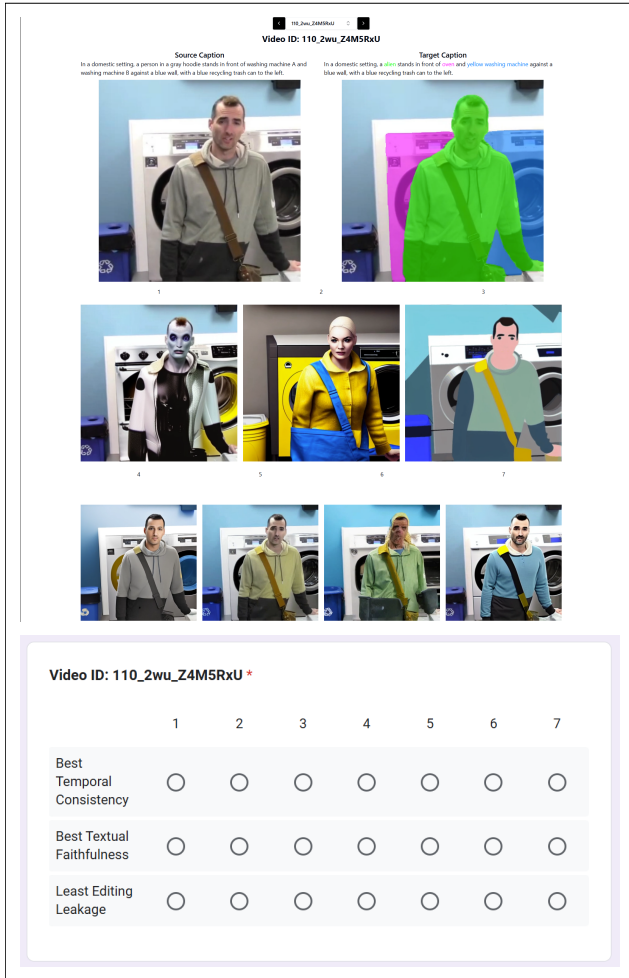 110_2wu_Z4M5RxU
Video ID: 110_2wu_Z4M5RxU
Source Caption
In a domestic setting, a person in a gray hoodie stands in front of washing machine A and
washing machine B against a blue wall, with a blue recycling trash can to the left.
Target Caption
In a domestic setting, a alien stands in front of oven and yellow washing machine against a
blue wall, with a blue recycling trash can to the left.
1 2 3
4 5 6 7
Video ID: 110_2wu_Z4M5RxU *
1 2 3 4 5 6 7
Best
Temporal
Consistency
Best Textual
Faithfulness
Least Editing
Leakage